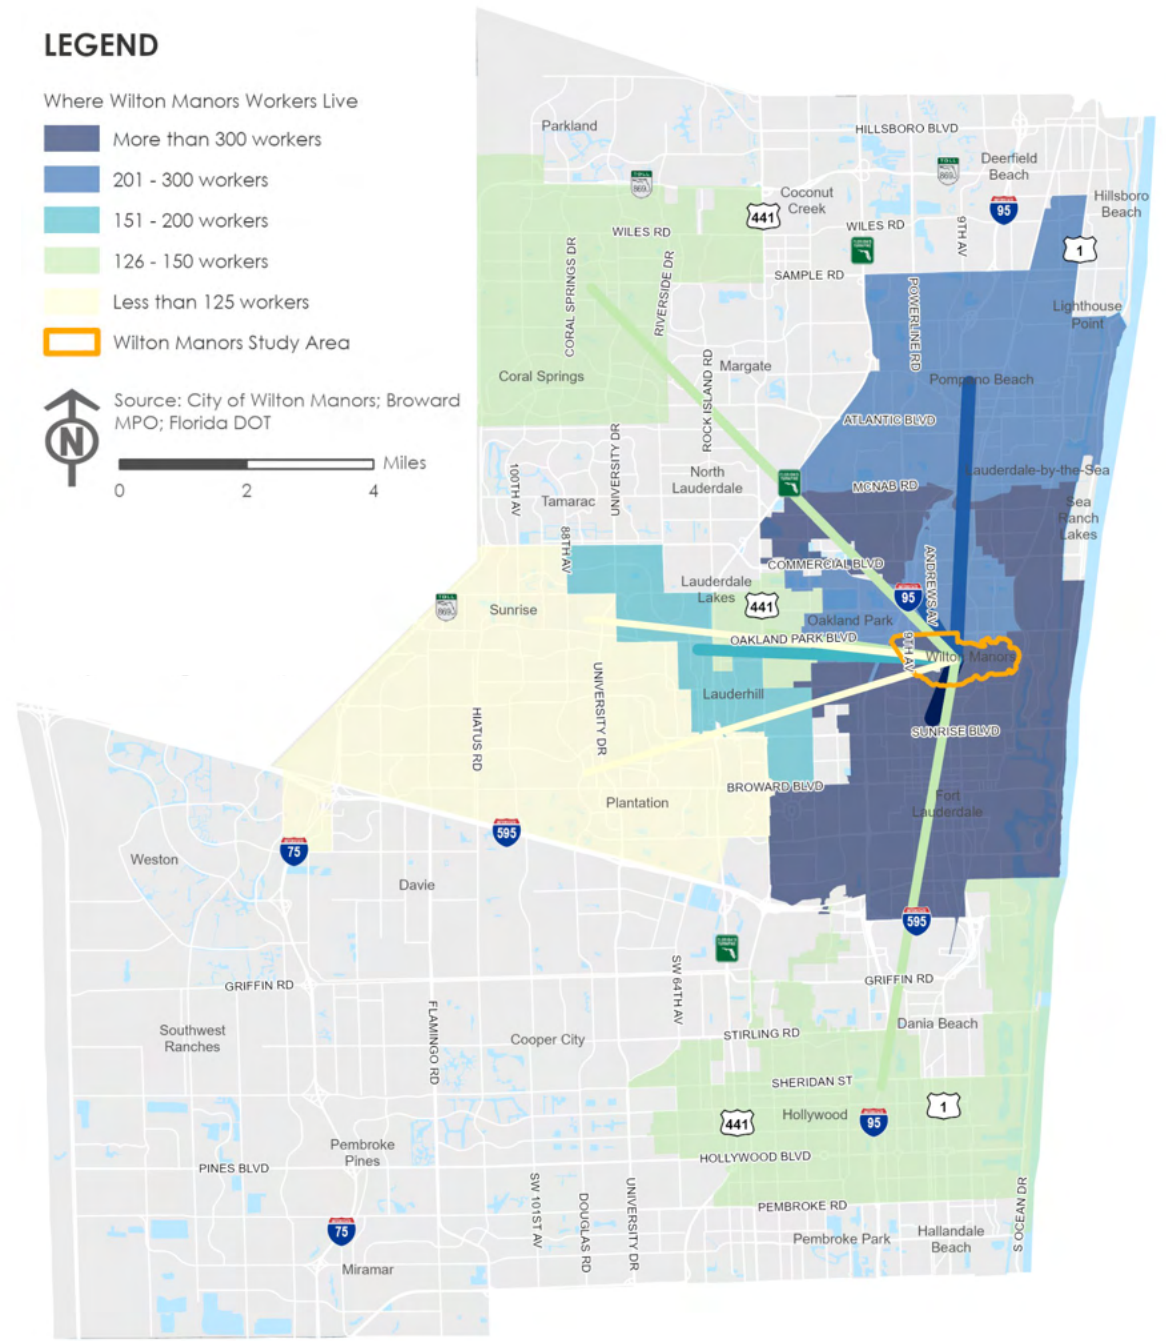 LEGEND
Where Wilton Manors Workers Live
More than 300 workers
201 - 300 workers
151 - 200 workers
126 - 150 workers
Less than 125 workers
Wilton Manors Study Area
N
Source: City of Wilton Manors; Broward
MPO; Florida DOT
Miles
0 2 4
Parkland
HILLSBORO BLVD
Deerfield
Beach
TOLL
869
TOLL
869
Coconut
Creek
Hillsboro
Beach
95
441
WILES RD
WILES RD
9TH AV
1
CORAL SPRINGS DR
RIVERSIDE DR
SAMPLE RD
POWERLINE RD
Lighthouse
Point
Coral Springs
ROCK ISLAND RD
Margate
Pompano Beach
ATLANTIC BLVD
UNIVERSITY DR
100TH AV
North
Lauderdale
Lauderdale-by-the-Sea
MCNAB RD
Tamarac
Sea
Ranch
Lakes
88TH AV
COMMERCIAL BLVD
ANDREWS AV
Lauderdale
Lakes
95
TOLL
869
Sunrise
441
Oakland Park
OAKLAND PARK BLVD
9TH AV
Wilton Manors
UNIVERSITY DR
Lauderhill
HIATUS RD
SUNRISE BLVD
BROWARD BLVD
Plantation
Fort
Lauderdale
595
75
Weston
Davie
595
SW 64TH AV
GRIFFIN RD
GRIFFIN RD
FLAMINGO RD
Southwest
Ranches
Cooper City
STIRLING RD
Dania Beach
SHERIDAN ST
Hollywood
1
441
95
Pembroke
Pines
HOLLYWOOD BLVD
PINES BLVD
SW 101ST AV
DOUGLAS RD
UNIVERSITY DR
PEMBROKE RD
S OCEAN DR
75
Pembroke Park
Hallandale
Beach
Miramar